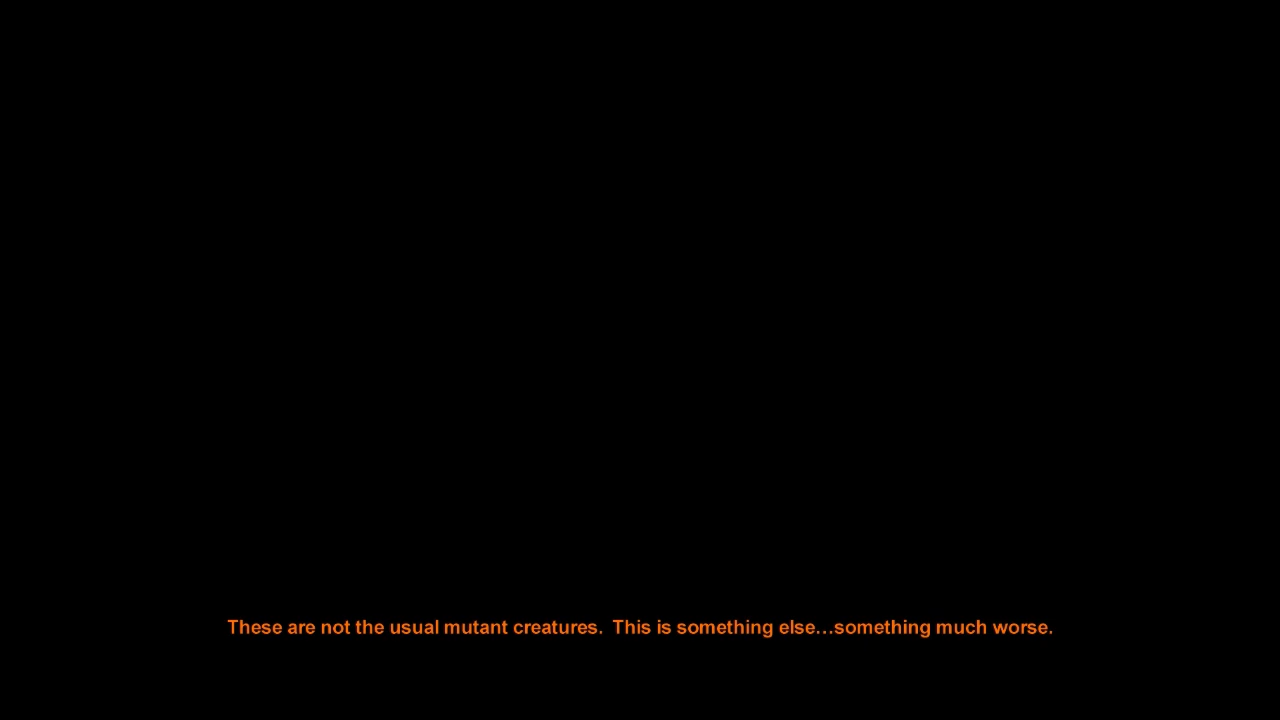 These are not the usual mutant creatures.  This is something else…something much worse.